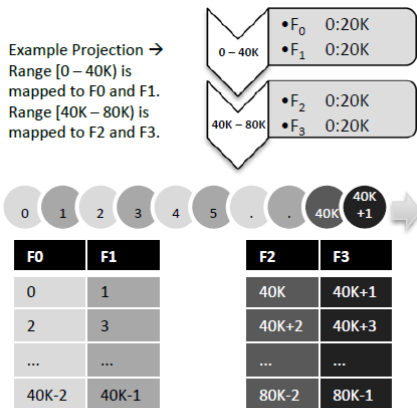 Example Projection →
Range [0 – 40K) is
mapped to F0 and F1.
Range [40K – 80K) is
mapped to F2 and F3.
0 – 40K
•F0 0:20K
•F1 0:20K
40K – 80K
•F2 0:20K
•F3 0:20K
0 1 2 3 4 5 . . 40K 40K
+1
F0 F1 F2 F3
0 1 40K 40K+1
2 3 40K+2 40K+3
... ... ... ...
40K-2 40K-1 80K-2 80K-1